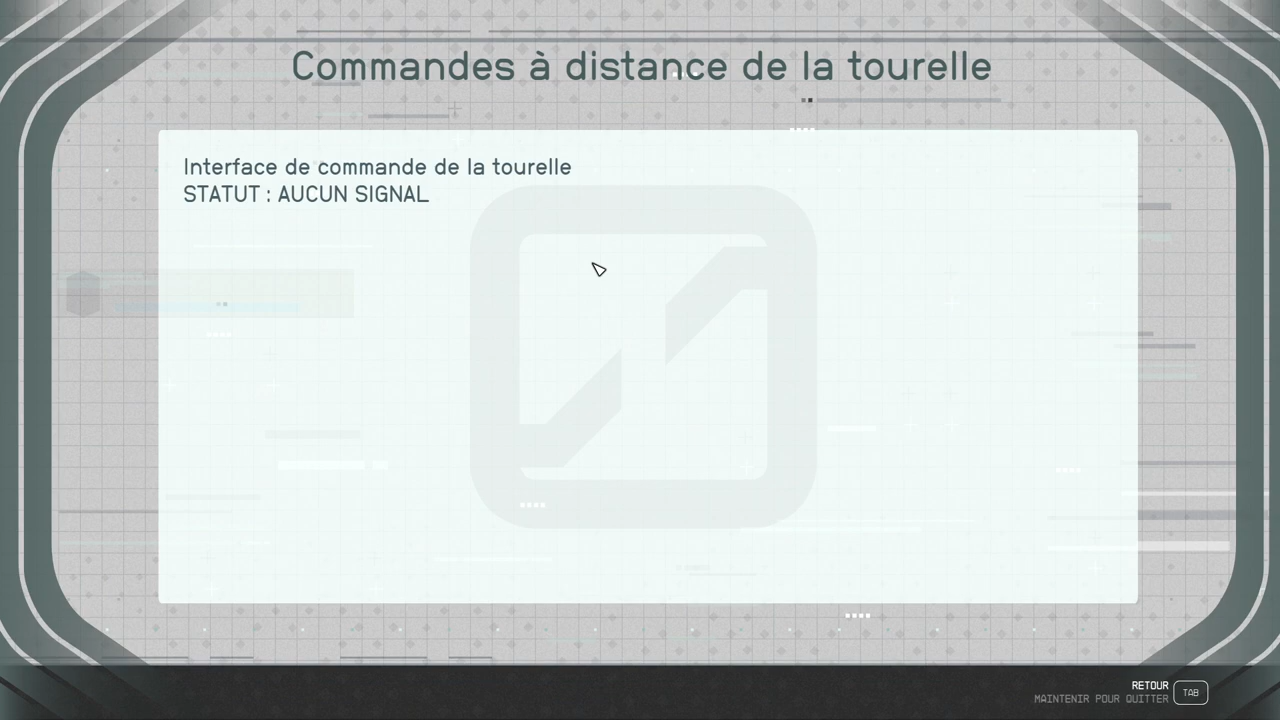 Commandes à distance de la tourelle
Interface de commande de la tourelle
STATUT : AUCUN SIGNAL
RETOUR
MAINTENIR POUR QUITTER
TAB